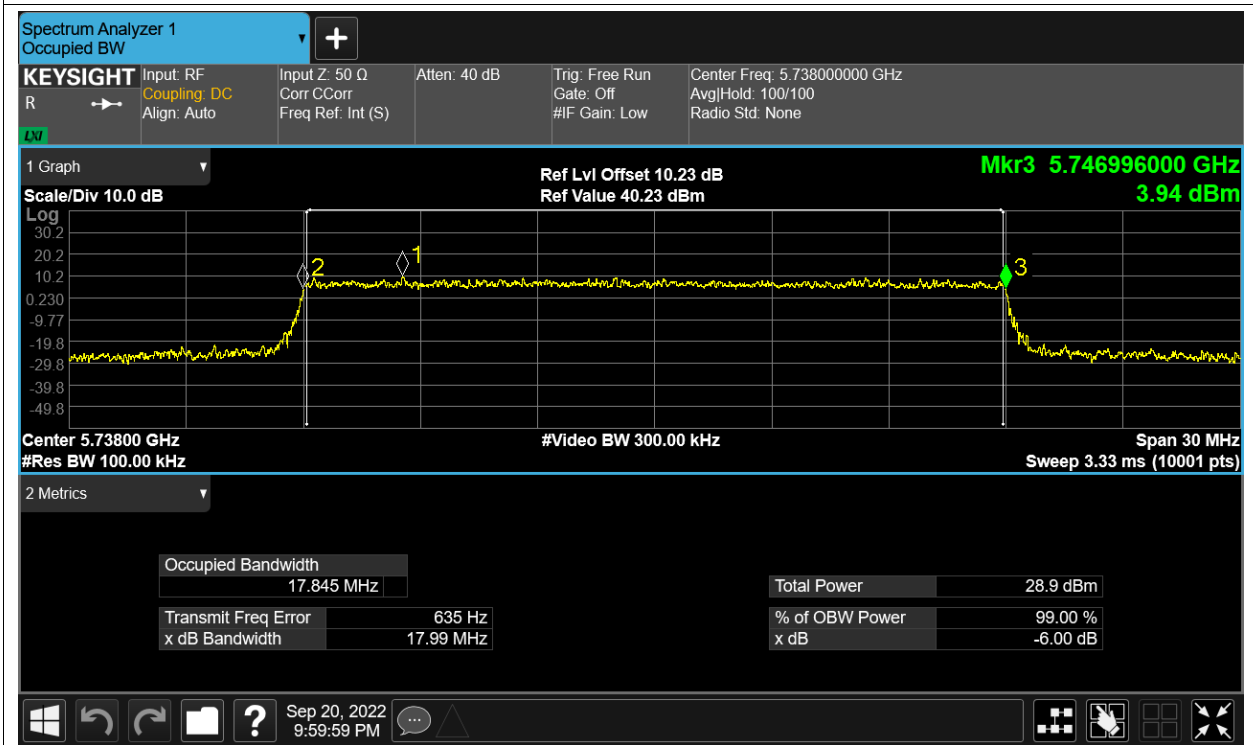 Spectrum Analyzer 1
Occupied BW
+
KEYSIGHT Input: RF Input Z: 50 Ω Atten: 40 dB Trig: Free Run Center Freq: 5.738000000 GHz
R Coupling: DC Corr CCorr Gate: Off Avg|Hold: 100/100
Align: Auto Freq Ref: Int (S) #IF Gain: Low Radio Std: None
LXI
1 Graph Ref Lvl Offset 10.23 dB Mkr3 5.746996000 GHz
Scale/Div 10.0 dB Ref Value 40.23 dBm 3.94 dBm
Log
30.2
20.2
10.2
0.230
-9.77
-19.8
-29.8
-39.8
-49.8
2
1
3
Center 5.73800 GHz #Video BW 300.00 kHz Span 30 MHz
#Res BW 100.00 kHz Sweep 3.33 ms (10001 pts)
2 Metrics
Occupied Bandwidth
17.845 MHz Total Power 28.9 dBm
Transmit Freq Error 635 Hz % of OBW Power 99.00 %
x dB Bandwidth 17.99 MHz x dB -6.00 dB
? Sep 20, 2022
9:59:59 PM